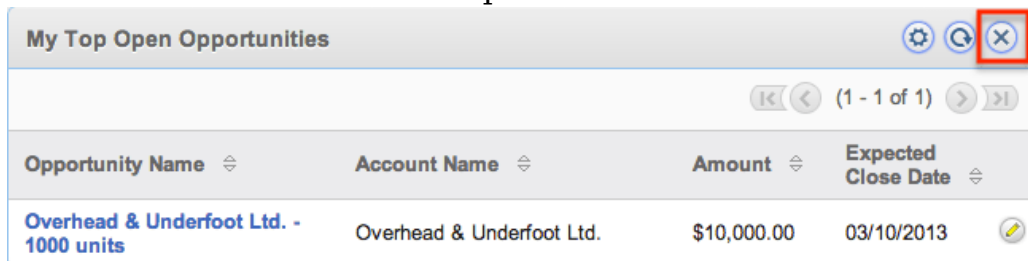 My Top Open Opportunities
(1 - 1 of 1)
Opportunity Name Account Name Amount Expected
Close Date
Overhead & Underfoot Ltd. -
1000 units Overhead & Underfoot Ltd. $10,000.00 03/10/2013